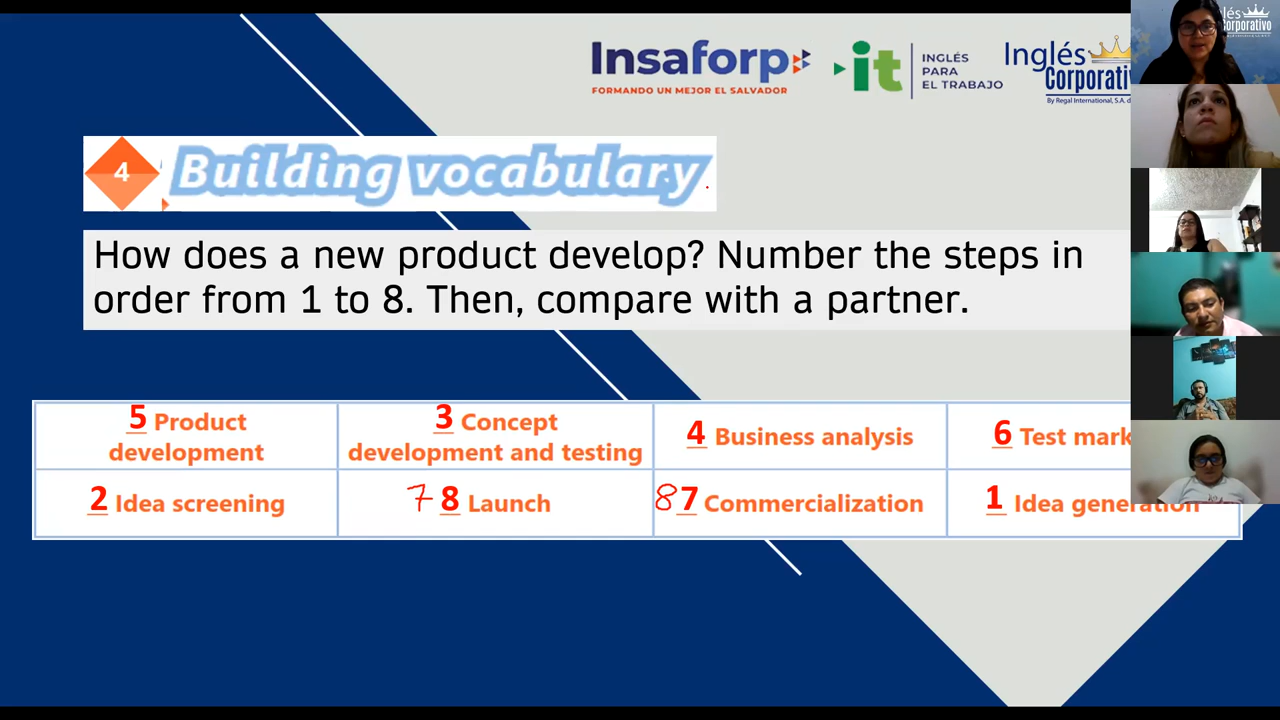 Insaforp
FORMANDO UN MEJOR EL SALVADOR
it
INGLÉS
PARA
EL TRABAJO
Inglés
Corporativ
By Regal International, S.A. d
lés
Corporativo
4
Building vocabulary
How does a new product develop? Number the steps in
order from 1 to 8. Then, compare with a partner.
5 Product
development
3 Concept
development and testing
4 Business analysis
6 Test mark
2 Idea screening
7 8 Launch
8 7 Commercialization
1 Idea generation